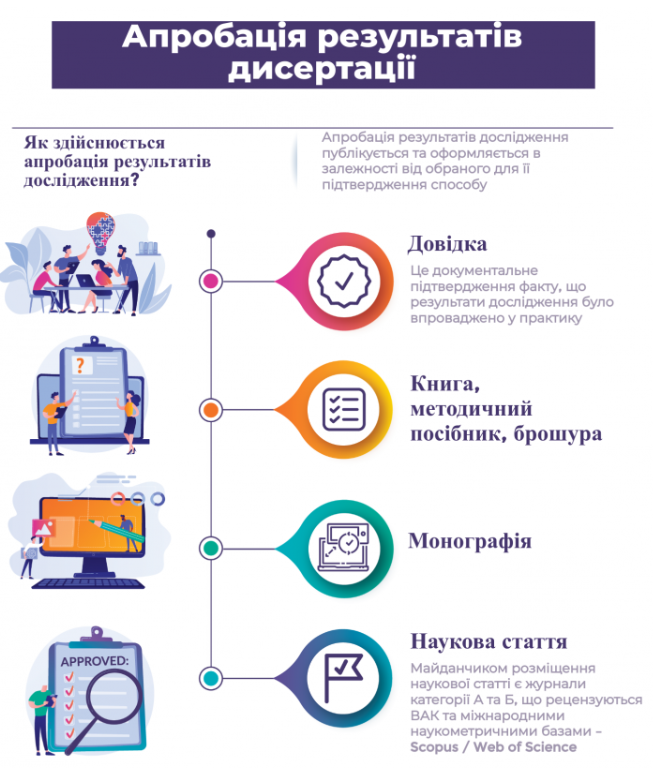 Апробація результатів
дисертації
Як здійснюється
апробація результатів
дослідження?
Апробація результатів дослідження
публікується та оформляється в
залежності від обраного для її
підтвердження способу
Довідка
Це документальне
підтвердження факту, що
результати дослідження було
впроваджено у практику
?
Книга,
методичний
посібник, брошура
Монографія
APPROVED:
Наукова стаття
Майданчиком розміщення
наукової статті є журнали
категорії А та Б, що рецензуються
ВАК та міжнародними
наукометричними базами –
Scopus / Web of Science